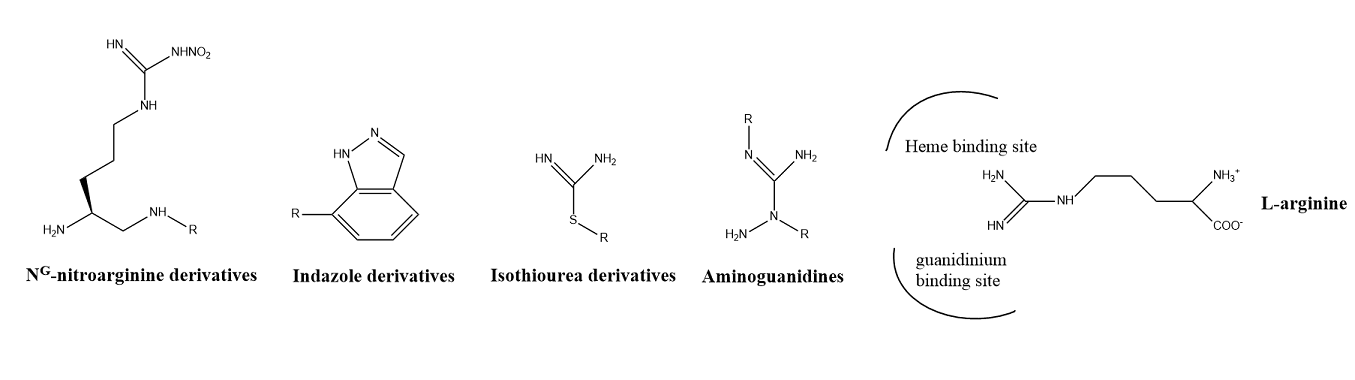 HN
NHNO₂
NH
H₂N
NH
R
Nᴳ-nitroarginine derivatives
N
HN
R
Indazole derivatives
HN
NH₂
S
R
Isothiourea derivatives
R
N
NH₂
N
H₂N
R
Aminoguanidines
Heme binding site
H₂N
NH
HN
NH₃⁺
COO⁻
L-arginine
guanidinium
binding site